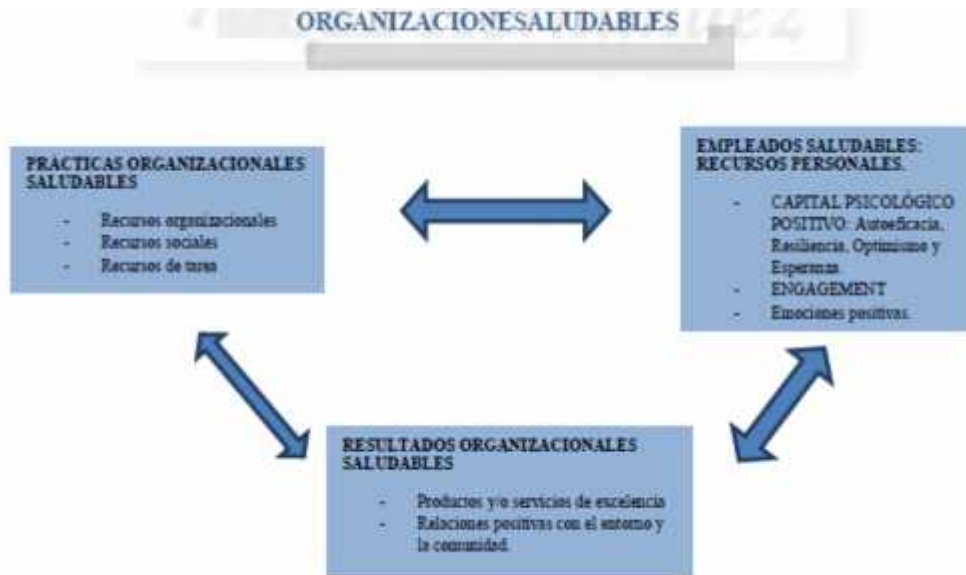 ORGANIZACIONESALUDABLES
PRÁCTICAS ORGANIZACIONALES
SALUDABLES
- Recursos organizacionales
- Recursos sociales
- Recursos de tarea
EMPLEADOS SALUDABLES:
RECURSOS PERSONALES.
- CAPITAL PSICOLÓGICO
POSITIVO: Autoeficacia,
Resiliencia, Optimismo y
Esperanza.
- ENGAGEMENT
- Emociones positivas.
RESULTADOS ORGANIZACIONALES
SALUDABLES
- Productos y/o servicios de excelencia
- Relaciones positivas con el entorno y
la comunidad.